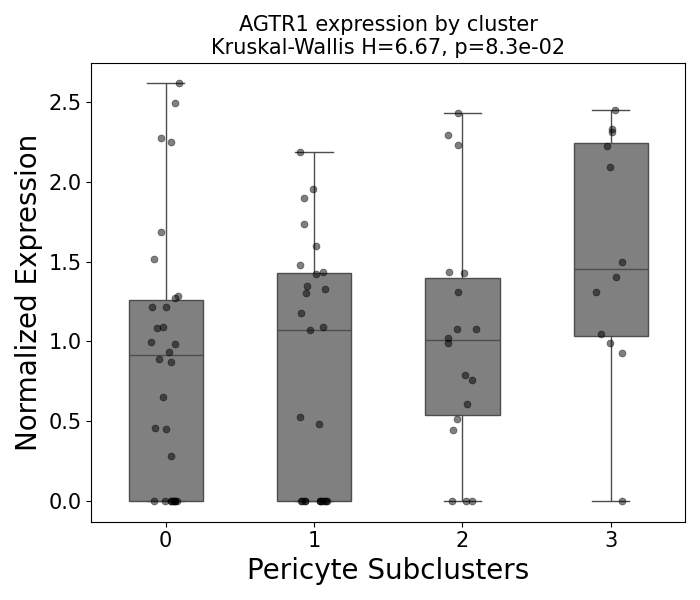 AGTR1 expression by cluster
Kruskal-Wallis H=6.67, p=8.3e-02
Normalized Expression
2.5
2.0
1.5
1.0
0.5
0.0
0 1 2 3
Pericyte Subclusters